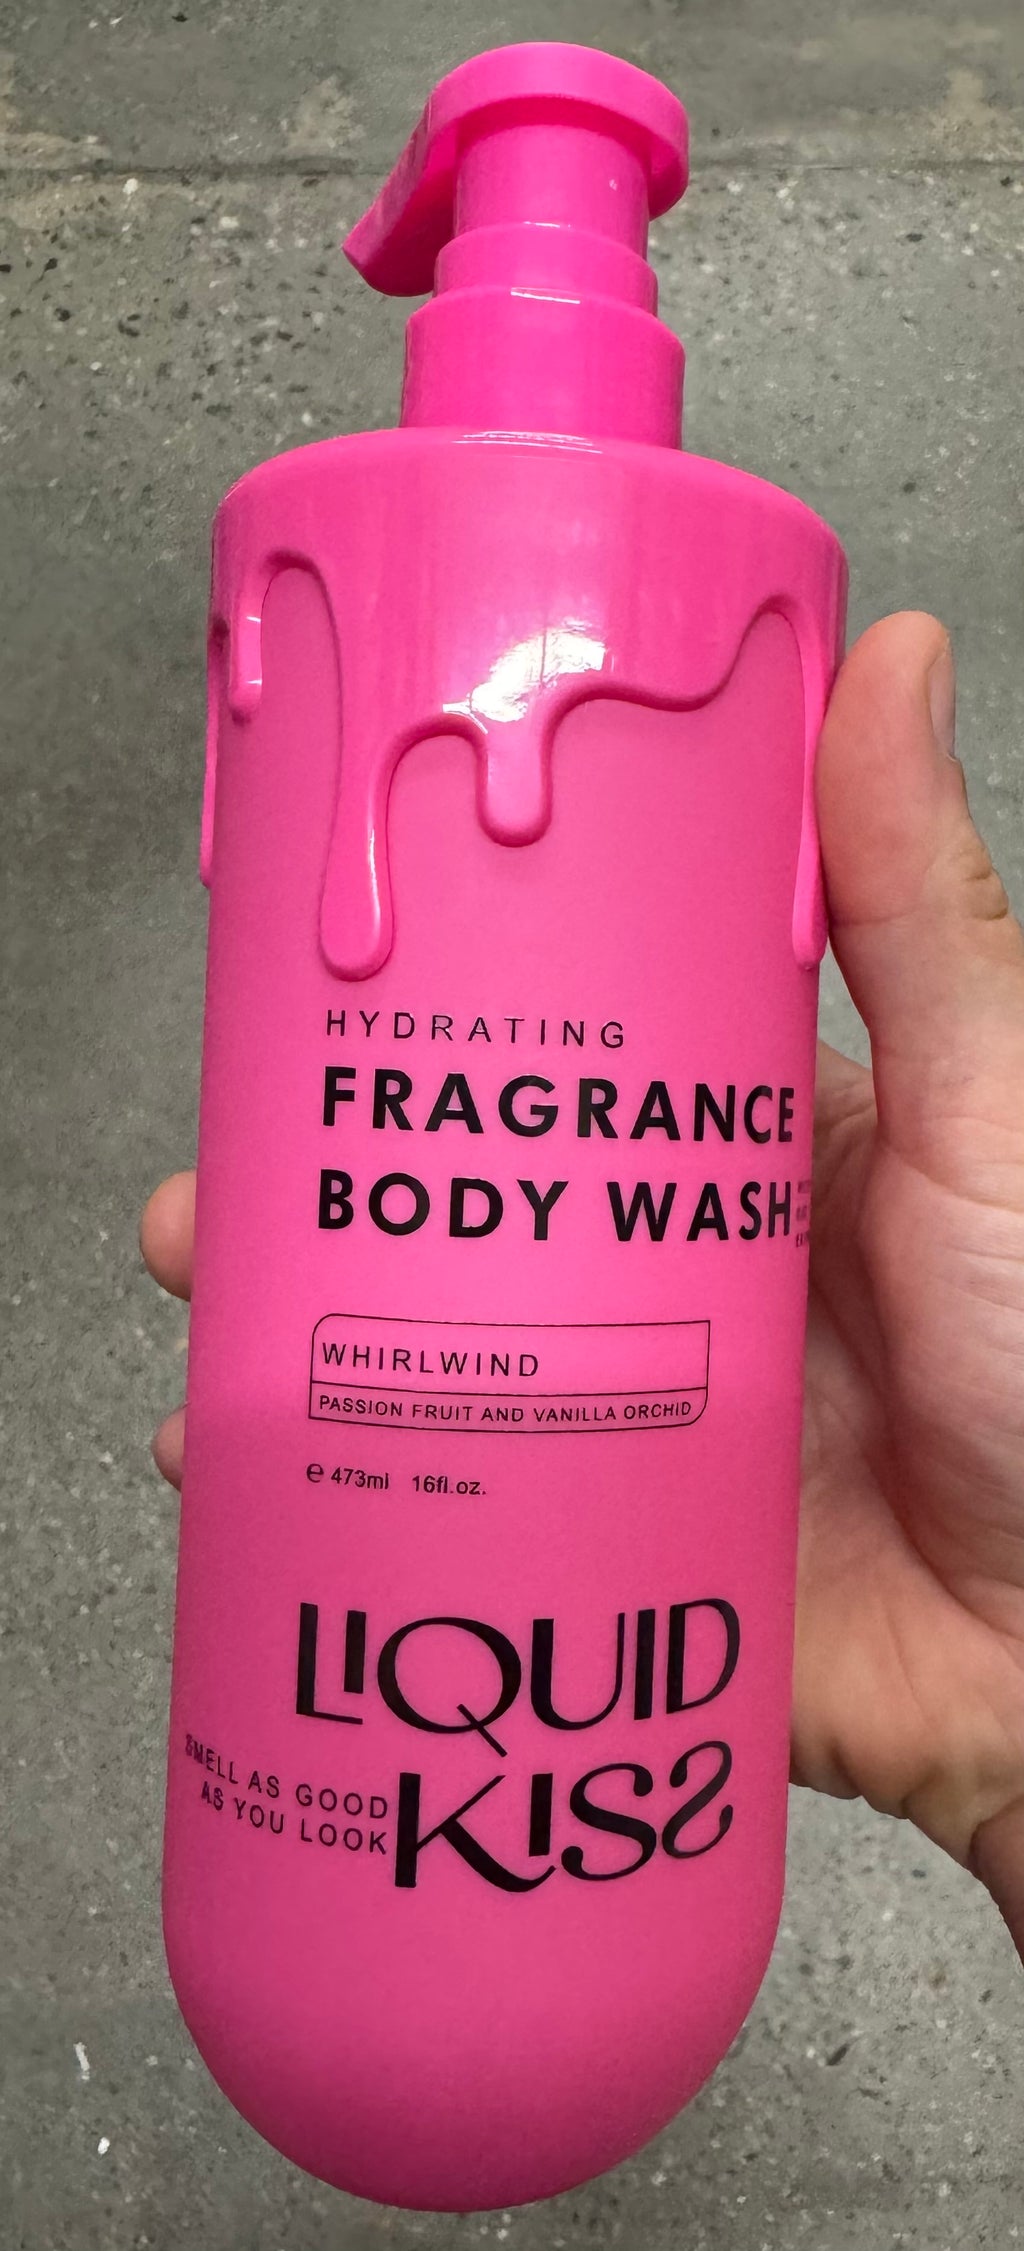 HYDRATING
FRAGRANCE
BODY WASH
WHIRLWIND
PASSION FRUIT AND VANILLA ORCHID
℮ 473ml 16fl.oz.
LIQUID
KISS
SMELL AS GOOD
AS YOU LOOK